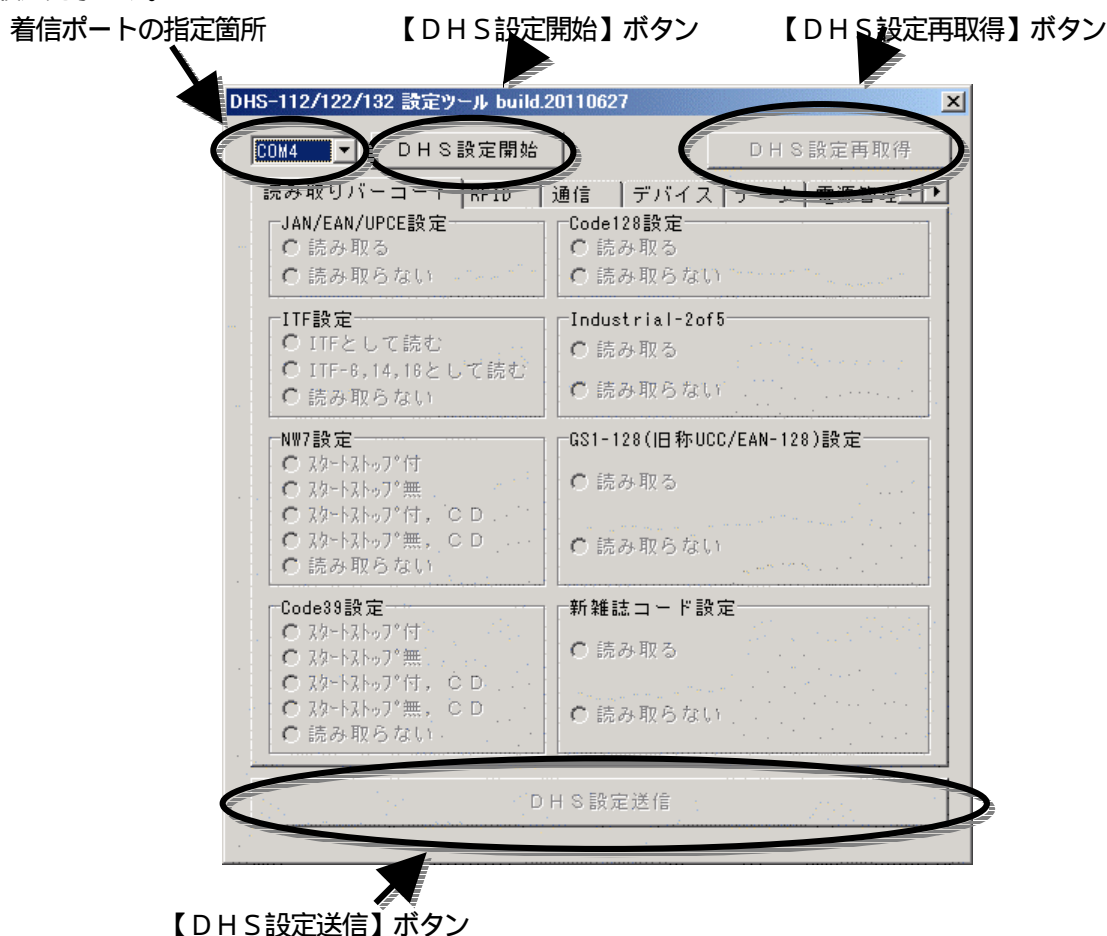 着信ポートの指定箇所 【ＤＨＳ設定開始】ボタン 【ＤＨＳ設定再取得】ボタン
DHS-112/122/132 設定ツール build.20110627
COM4 ＤＨＳ設定開始 ＤＨＳ設定再取得
読み取りバーコード RFID 通信 デバイス データ 電源管理
JAN/EAN/UPCE設定
読み取る
読み取らない
Code128設定
読み取る
読み取らない
ITF設定
ITFとして読む
ITF-6,14,16として読む
読み取らない
Industrial-2of5
読み取る
読み取らない
NW7設定
ｽﾀｰﾄｽﾄｯﾌﾟ付
ｽﾀｰﾄｽﾄｯﾌﾟ無
ｽﾀｰﾄｽﾄｯﾌﾟ付，ＣＤ
ｽﾀｰﾄｽﾄｯﾌﾟ無，ＣＤ
読み取らない
GS1-128(旧称UCC/EAN-128)設定
読み取る
読み取らない
Code39設定
ｽﾀｰﾄｽﾄｯﾌﾟ付
ｽﾀｰﾄｽﾄｯﾌﾟ無
ｽﾀｰﾄｽﾄｯﾌﾟ付，ＣＤ
ｽﾀｰﾄｽﾄｯﾌﾟ無，ＣＤ
読み取らない
新雑誌コード設定
読み取る
読み取らない
ＤＨＳ設定送信
【ＤＨＳ設定送信】ボタン